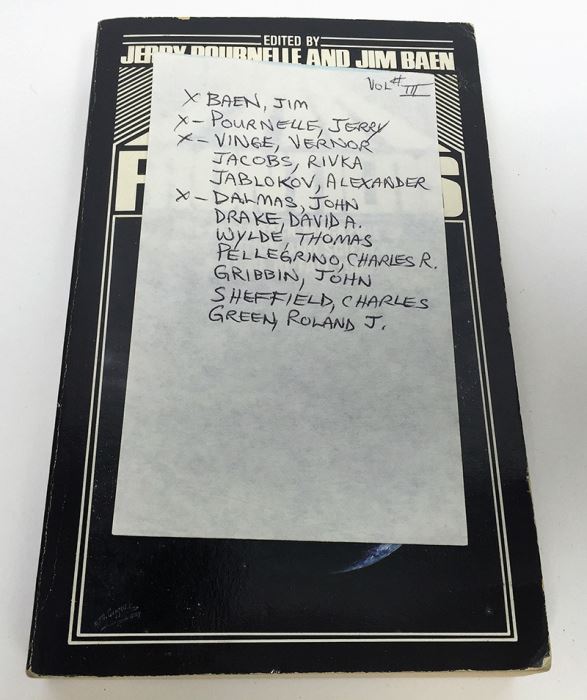 EDITED BY
JERRY POURNELLE AND JIM BAEN
VOL # III
X BAEN, JIM
X - POURNELLE, JERRY
X - VINGE, VERNOR
JACOBS, RIVKA
JABLOKOV, ALEXANDER
X - DALMAS, JOHN
DRAKE, DAVID A.
WYLDE, THOMAS
PELLEGRINO, CHARLES R.
GRIBBIN, JOHN
SHEFFIELD, CHARLES
GREEN, ROLAND J.